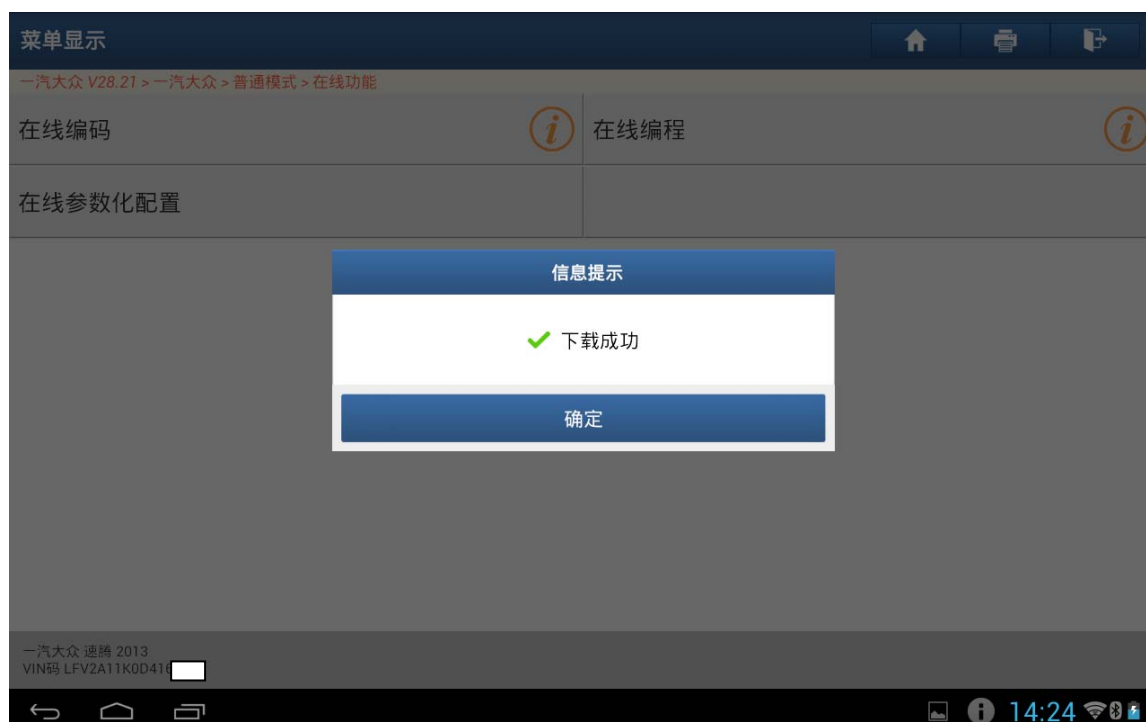 菜单显示
一汽大众 V28.21 > 一汽大众 > 普通模式 > 在线功能
在线编码
在线编程
在线参数化配置
信息提示
下载成功
确定
一汽大众 速腾 2013
VIN码 LFV2A11K0D416
14:24